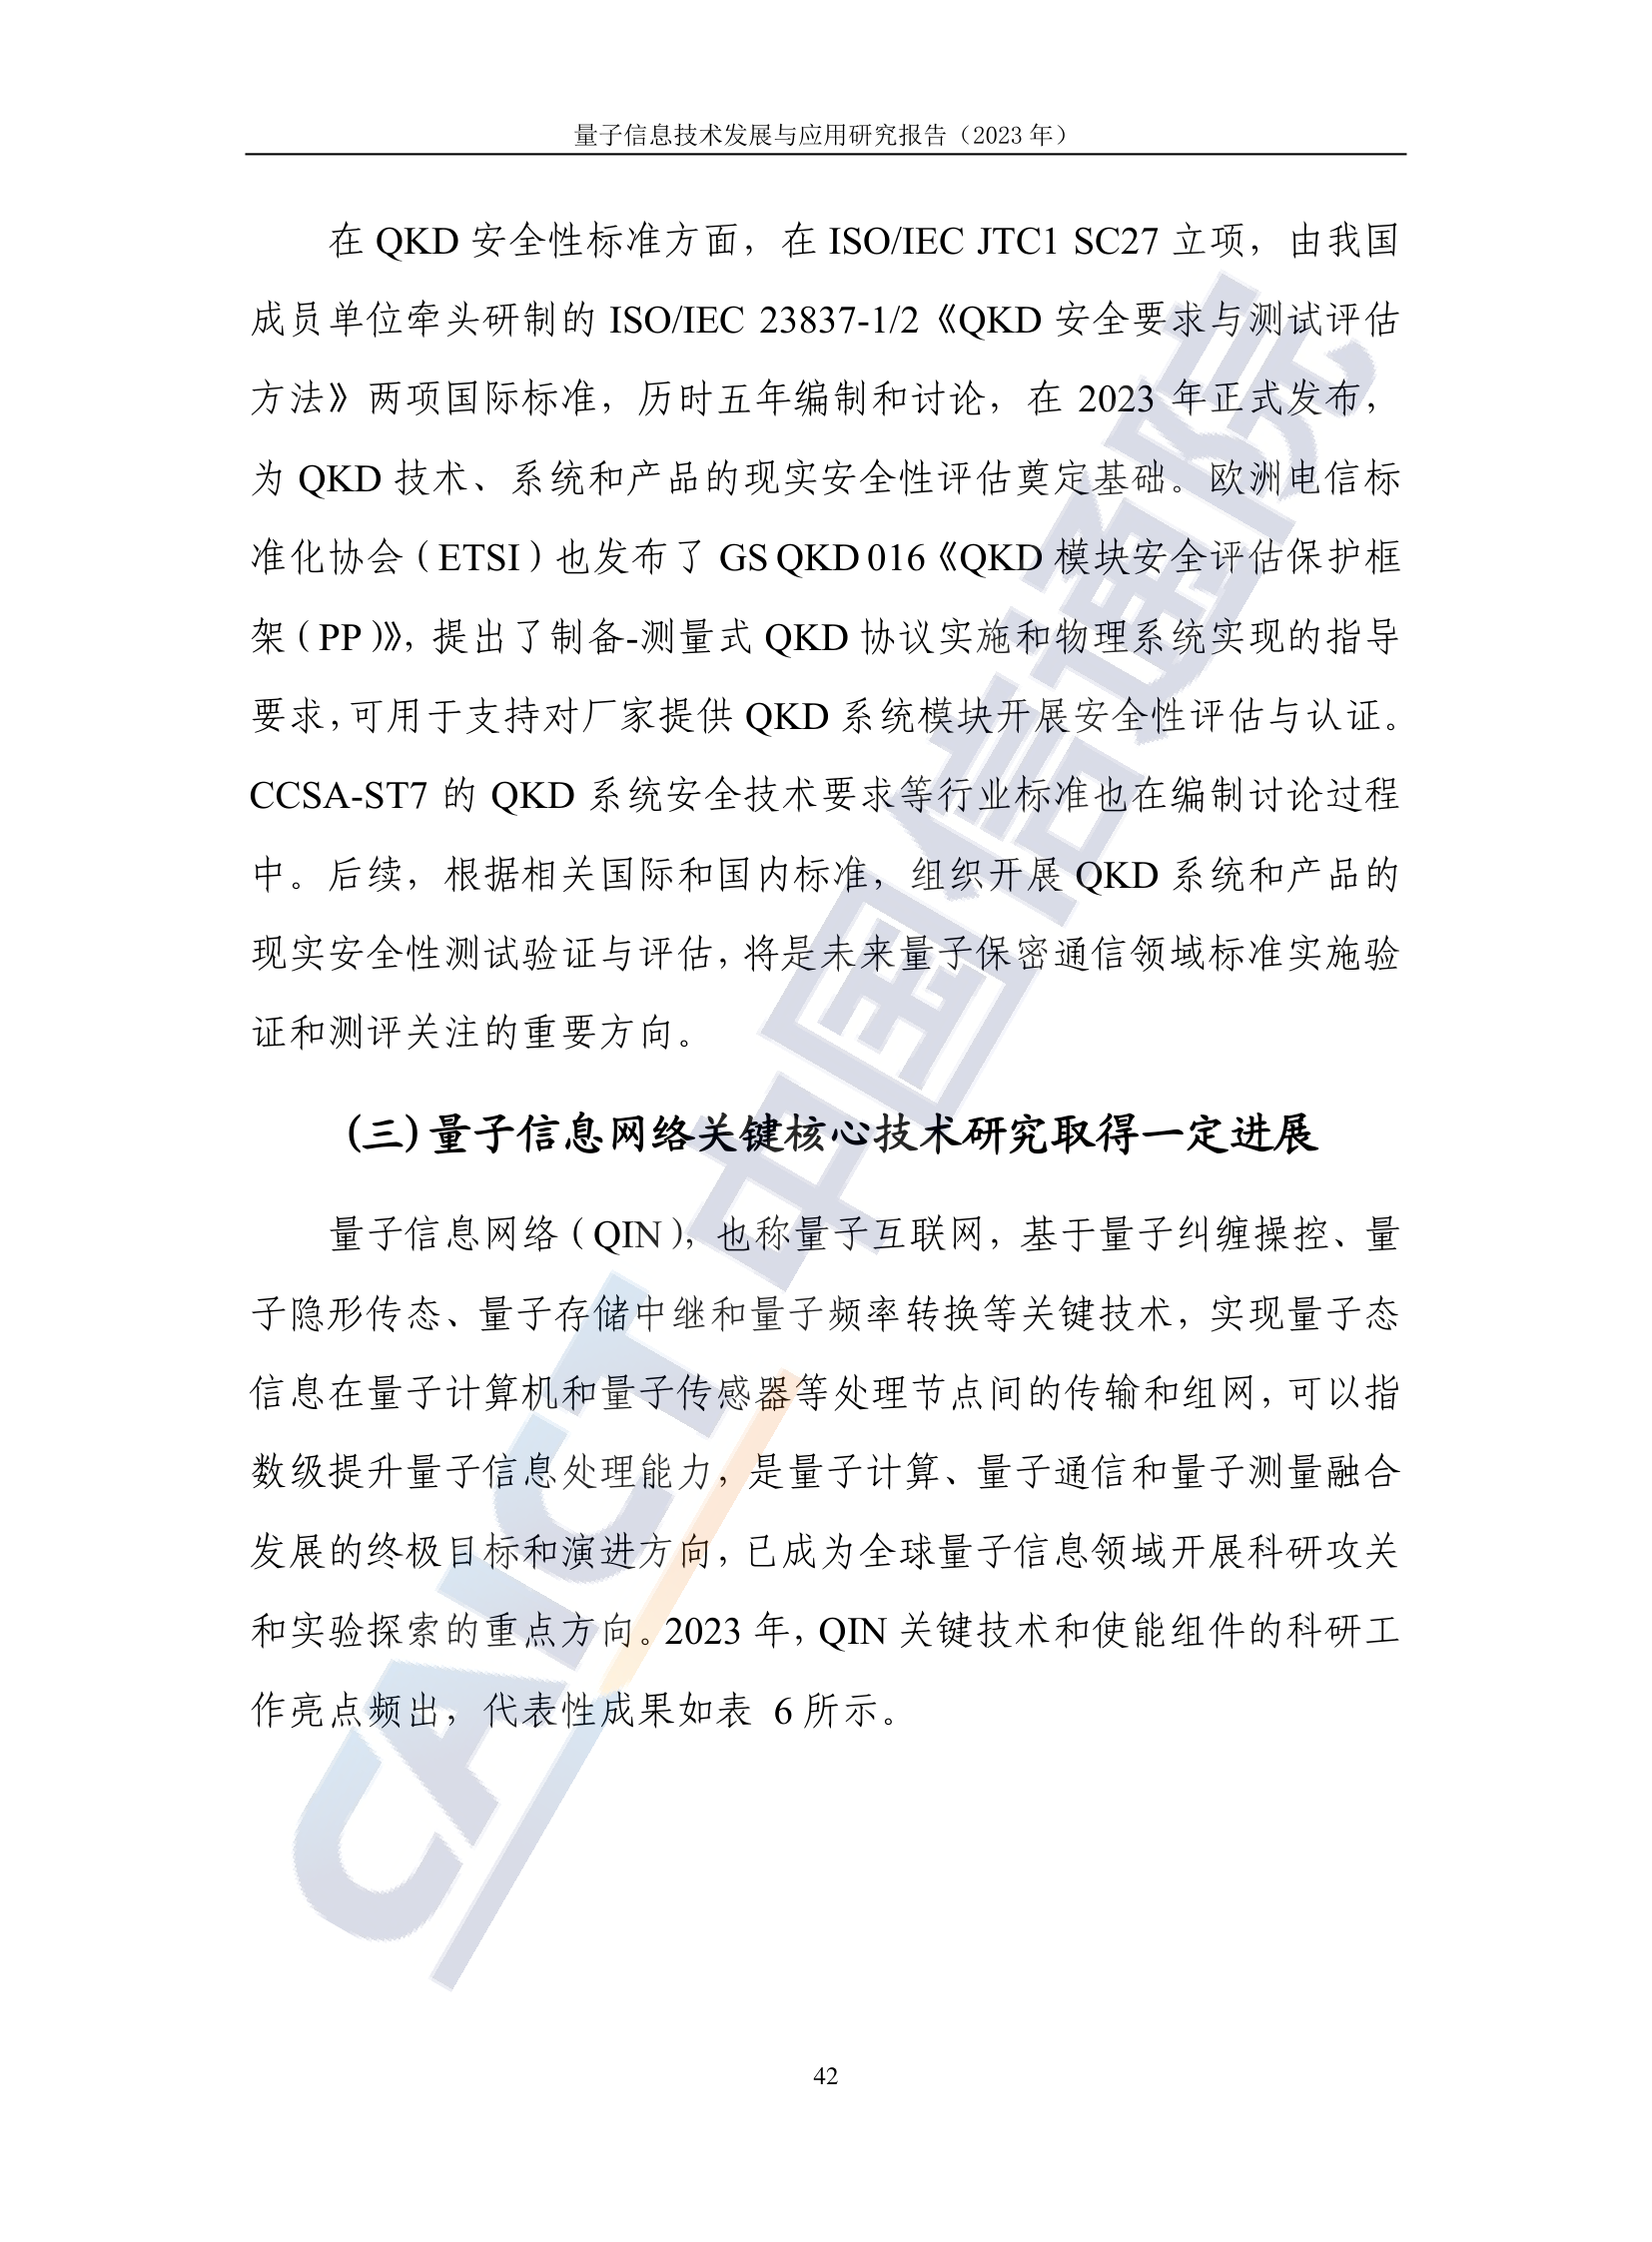 量子信息技术发展与应用研究报告（2023 年）
在 QKD 安全性标准方面，在 ISO/IEC JTC1 SC27 立项，由我国
成员单位牵头研制的 ISO/IEC 23837-1/2《QKD 安全要求与测试评估
方法》两项国际标准，历时五年编制和讨论，在 2023 年正式发布，
为 QKD 技术、系统和产品的现实安全性评估奠定基础。欧洲电信标
准化协会（ETSI）也发布了 GS QKD 016《QKD 模块安全评估保护框
架（PP）》，提出了制备-测量式 QKD 协议实施和物理系统实现的指导
要求，可用于支持对厂家提供 QKD 系统模块开展安全性评估与认证。
CCSA-ST7 的 QKD 系统安全技术要求等行业标准也在编制讨论过程
中。后续，根据相关国际和国内标准，组织开展 QKD 系统和产品的
现实安全性测试验证与评估，将是未来量子保密通信领域标准实施验
证和测评关注的重要方向。
(三)量子信息网络关键核心技术研究取得一定进展
量子信息网络（QIN），也称量子互联网，基于量子纠缠操控、量
子隐形传态、量子存储中继和量子频率转换等关键技术，实现量子态
信息在量子计算机和量子传感器等处理节点间的传输和组网，可以指
数级提升量子信息处理能力，是量子计算、量子通信和量子测量融合
发展的终极目标和演进方向，已成为全球量子信息领域开展科研攻关
和实验探索的重点方向。2023 年，QIN 关键技术和使能组件的科研工
作亮点频出，代表性成果如表 6 所示。
CAICT 中国信通院
42